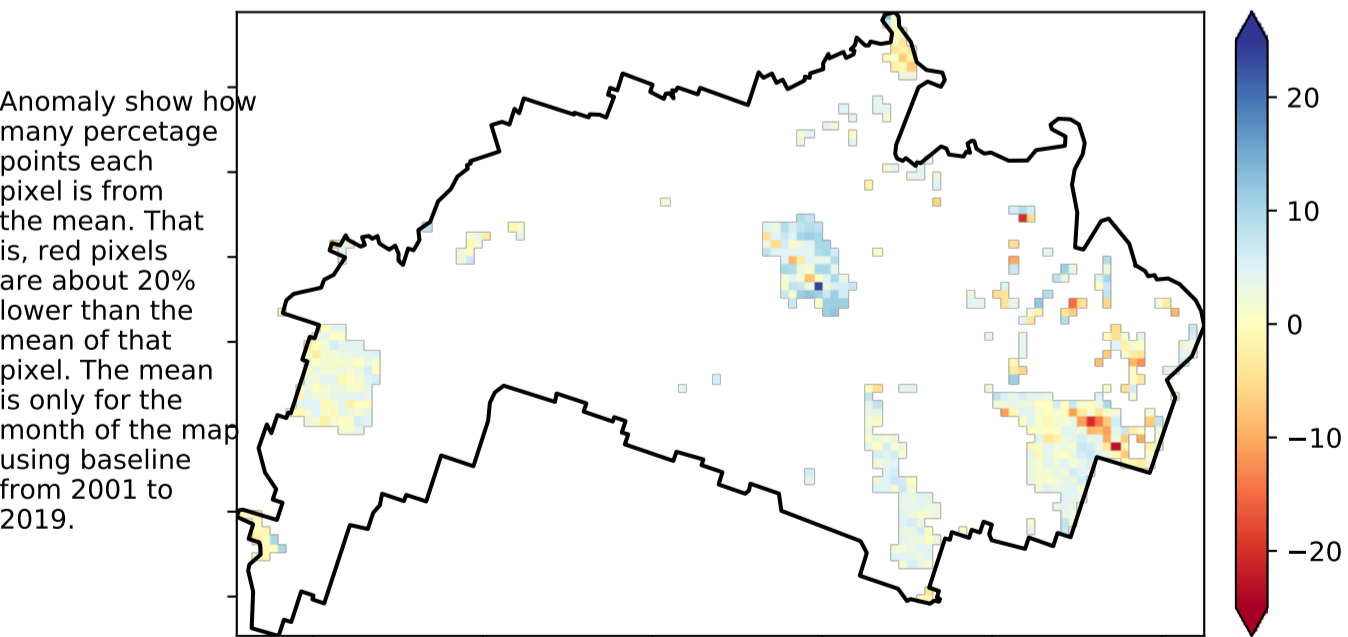 Anomaly show how
many percetage
points each
pixel is from
the mean. That
is, red pixels
are about 20%
lower than the
mean of that
pixel. The mean
is only for the
month of the map
using baseline
from 2001 to
2019.
20
10
0
−10
−20